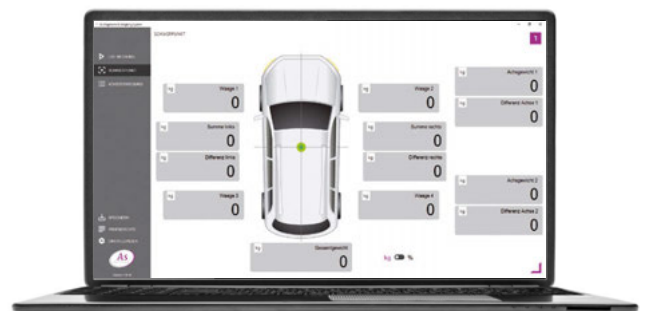 SCHWERPUNKT
1
kg Waage 1
0
kg Waage 2
0
kg Achsgewicht 1
0
kg Differenz Achse 1
0
kg Summe links
0
kg Summe rechts
0
kg Differenz links
0
kg Differenz rechts
0
kg Waage 3
0
kg Waage 4
0
kg Achsgewicht 2
0
kg Differenz Achse 2
0
kg Gesamtgewicht
0
kg %
As